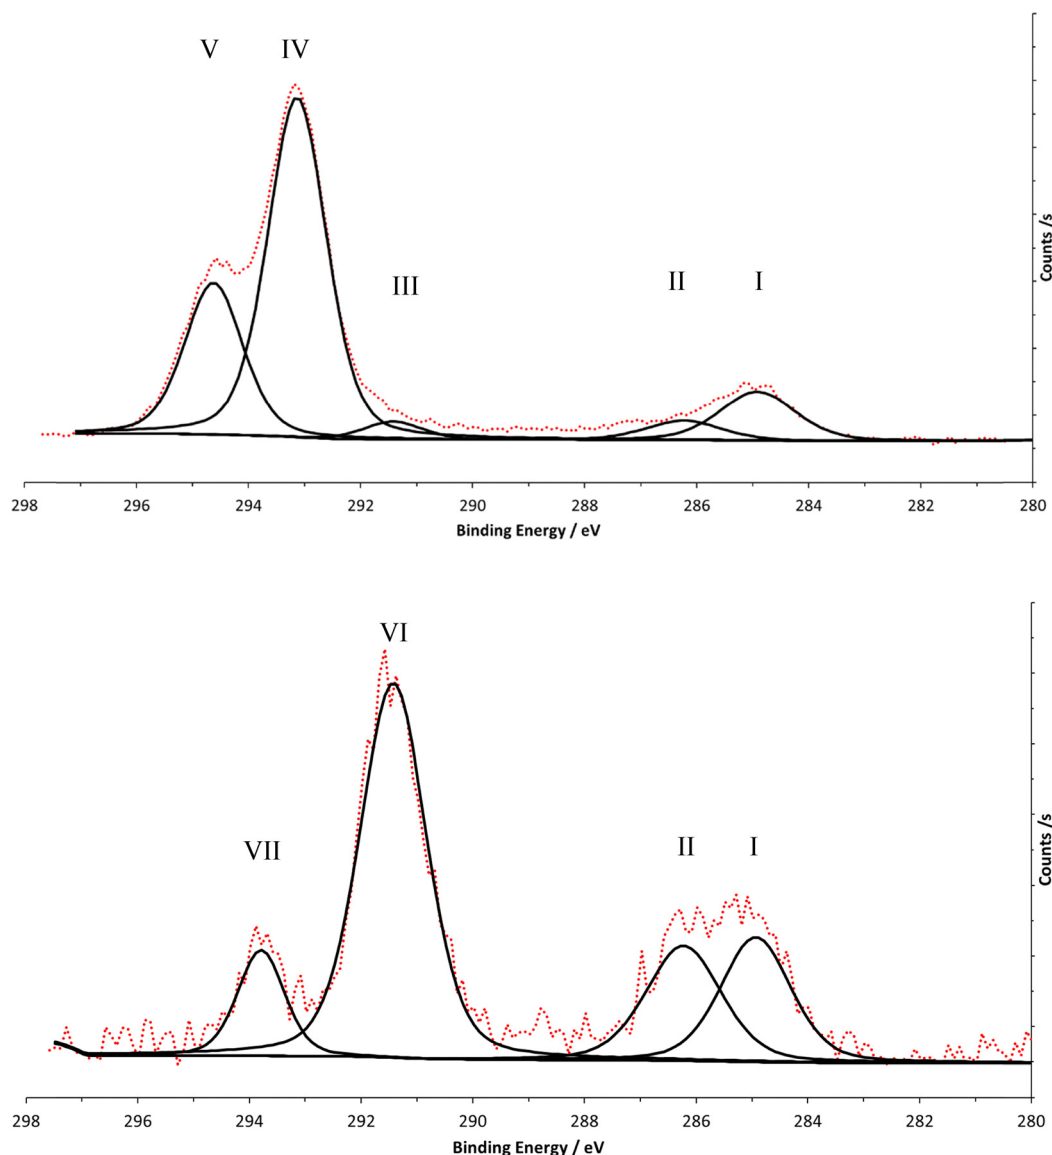 V IV
III II I
Counts /s
298 296 294 292 290 288 286 284 282 280
Binding Energy / eV
VI
VII II I
Counts /s
298 296 294 292 290 288 286 284 282 280
Binding Energy / eV